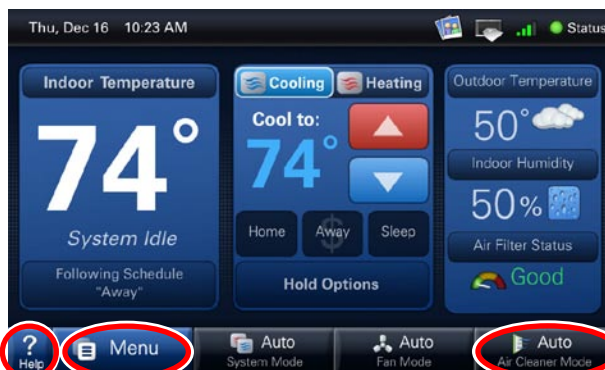 Thu, Dec 16 10:23 AM
Status
Indoor Temperature
74°
System Idle
Following Schedule
"Away"
Cooling
Heating
Cool to:
74°
Home
Away
Sleep
Hold Options
Outdoor Temperature
50°
Indoor Humidity
50%
Air Filter Status
Good
?
Help
Menu
Auto
System Mode
Auto
Fan Mode
Auto
Air Cleaner Mode